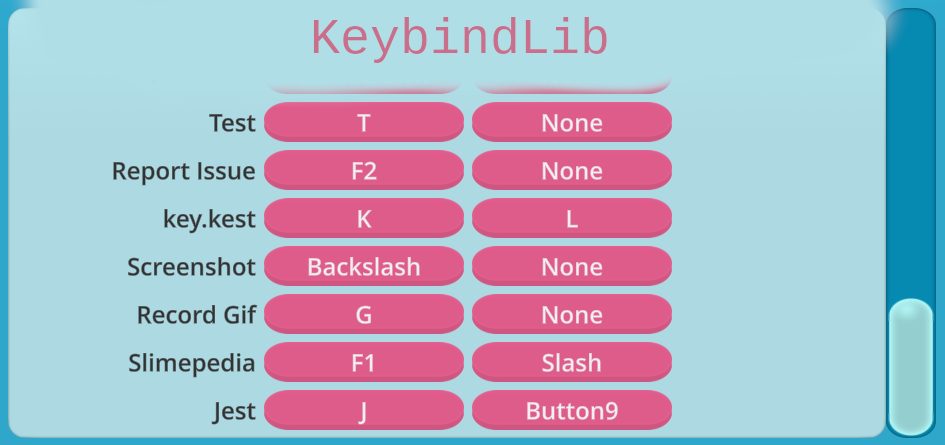 KeybindLib
Test T None
Report Issue F2 None
key.kest K L
Screenshot Backslash None
Record Gif G None
Slimepedia F1 Slash
Jest J Button9